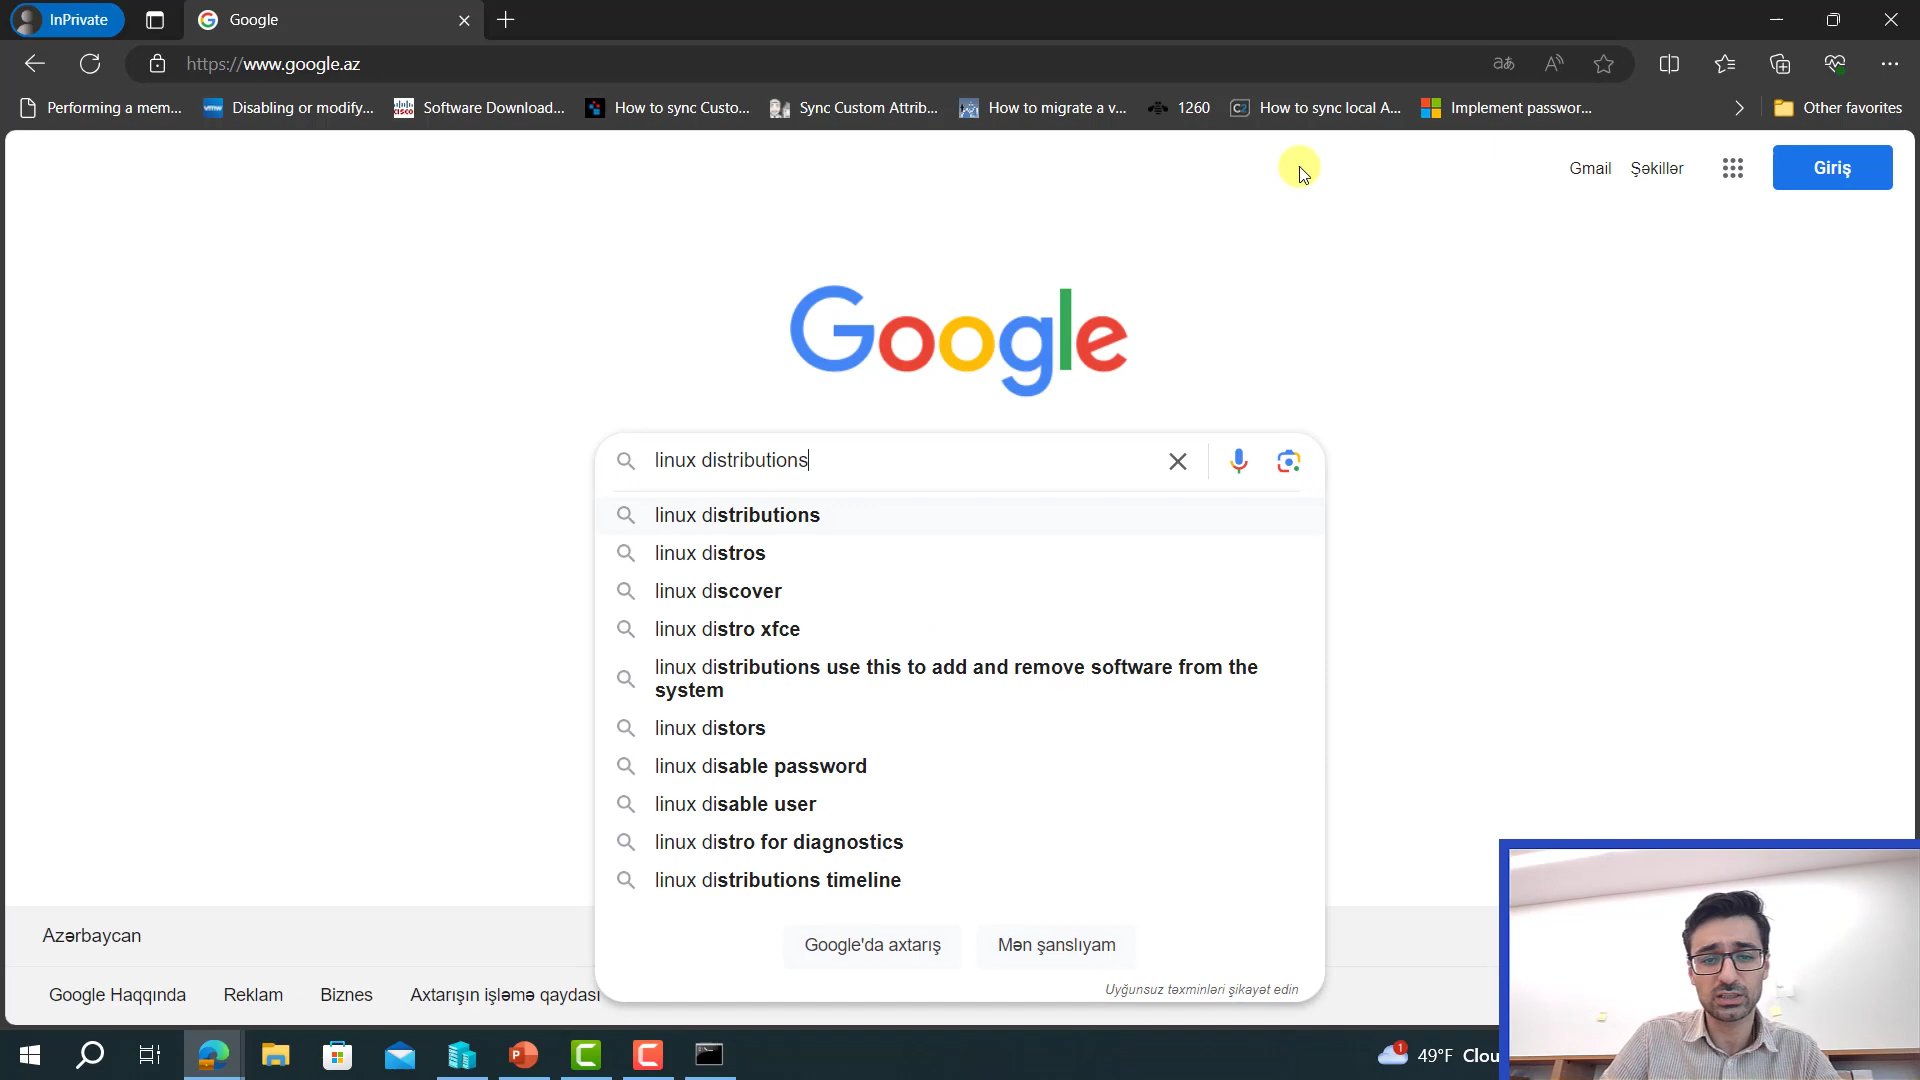 InPrivate
Google
https://www.google.az
Performing a mem...
vmw
Disabling or modify...
cisco
Software Download...
How to sync Custo...
Sync Custom Attrib...
How to migrate a v...
1260
How to sync local A...
Implement passwor...
Other favorites
Gmail
Şəkillər
Giriş
Google
linux distributions
linux distributions
linux distros
linux discover
linux distro xfce
linux distributions use this to add and remove software from the
system
linux distors
linux disable password
linux disable user
linux distro for diagnostics
linux distributions timeline
Google'da axtarış
Mən şanslıyam
Uyğunsuz təxminləri şikayət edin
Azərbaycan
Google Haqqında
Reklam
Biznes
Axtarışın işləmə qaydası
1
49°F Clou